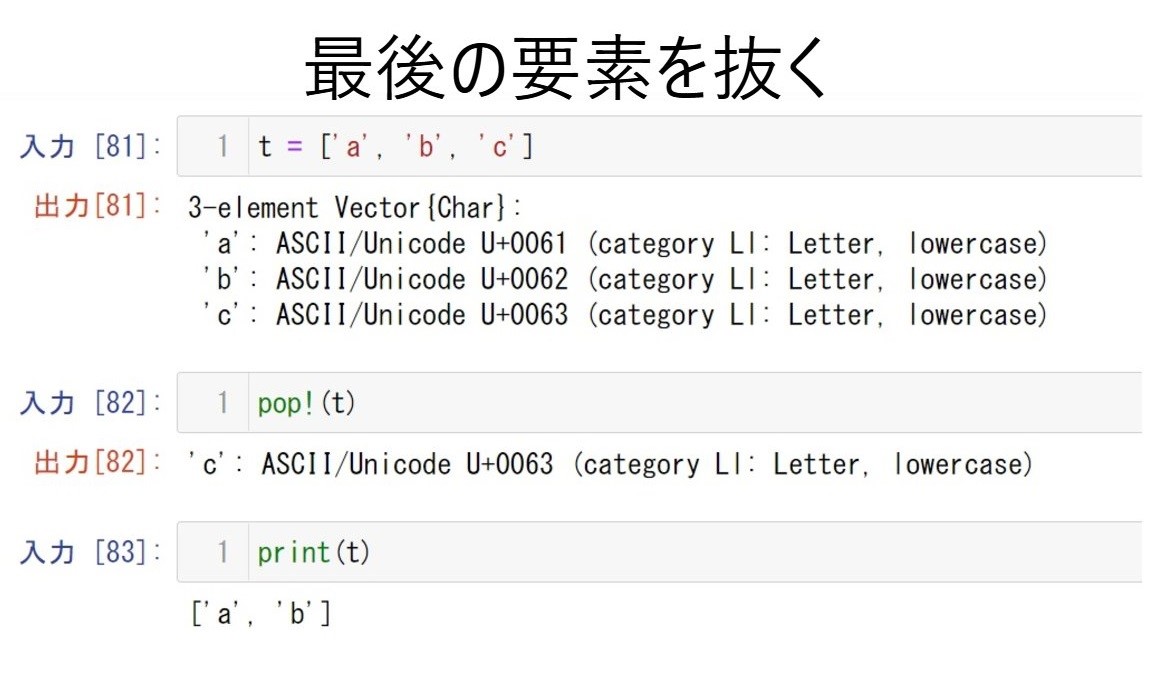 最後の要素を抜く
入力 [81]: 1 t = ['a', 'b', 'c']
出力[81]: 3-element Vector{Char}:
'a': ASCII/Unicode U+0061 (category Ll: Letter, lowercase)
'b': ASCII/Unicode U+0062 (category Ll: Letter, lowercase)
'c': ASCII/Unicode U+0063 (category Ll: Letter, lowercase)
入力 [82]: 1 pop!(t)
出力[82]: 'c': ASCII/Unicode U+0063 (category Ll: Letter, lowercase)
入力 [83]: 1 print(t)
['a', 'b']